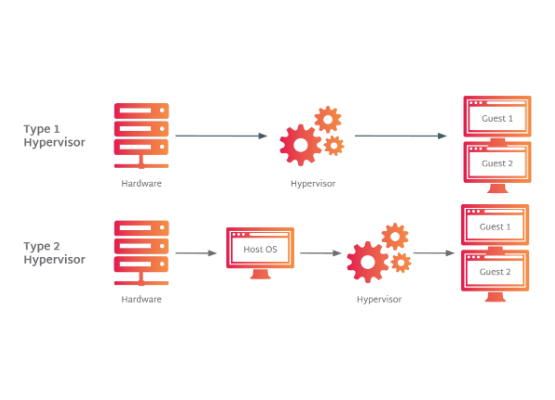 Type 1
Hypervisor
Guest 1
Guest 2
Hardware
Hypervisor
Type 2
Hypervisor
Host OS
Guest 1
Guest 2
Hardware
Hypervisor